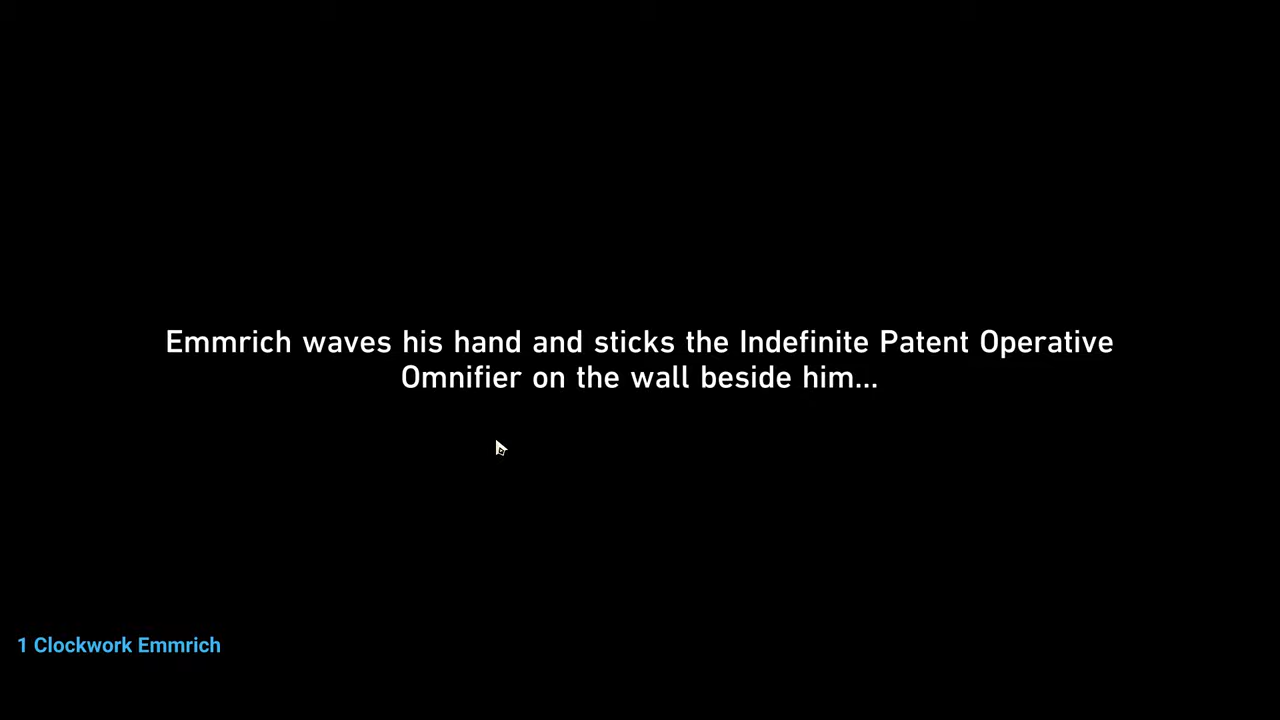 Emmrich waves his hand and sticks the Indefinite Patent Operative
Omnifier on the wall beside him...
1 Clockwork Emmrich